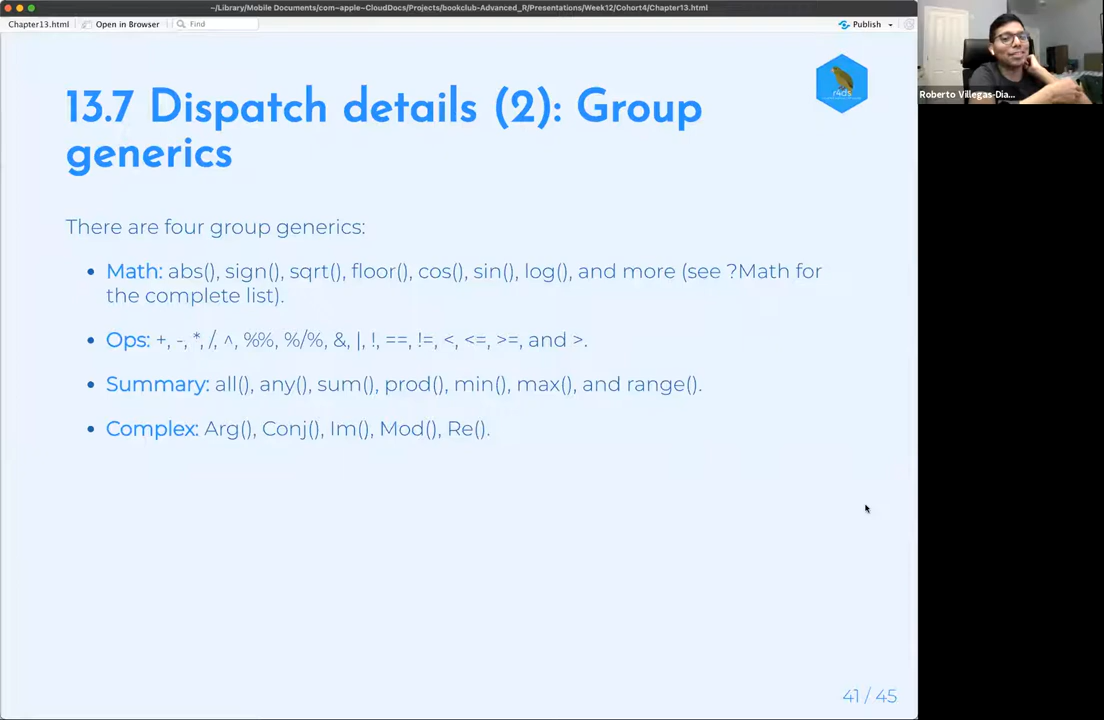 ~/Library/Mobile Documents/com~apple~CloudDocs/Projects/bookclub-Advanced_R/Presentations/Week12/Cohort4/Chapter13.html
Chapter13.html
Open in Browser
Find
Publish
13.7 Dispatch details (2): Group
generics
r4ds
There are four group generics:
• Math: abs(), sign(), sqrt(), floor(), cos(), sin(), log(), and more (see ?Math for
the complete list).
• Ops: +, -, *, /, ^, %%, %/%, &, |, !, ==, !=, <, <=, >=, and >.
• Summary: all(), any(), sum(), prod(), min(), max(), and range().
• Complex: Arg(), Conj(), Im(), Mod(), Re().
41 / 45
Roberto Villegas-Dia...